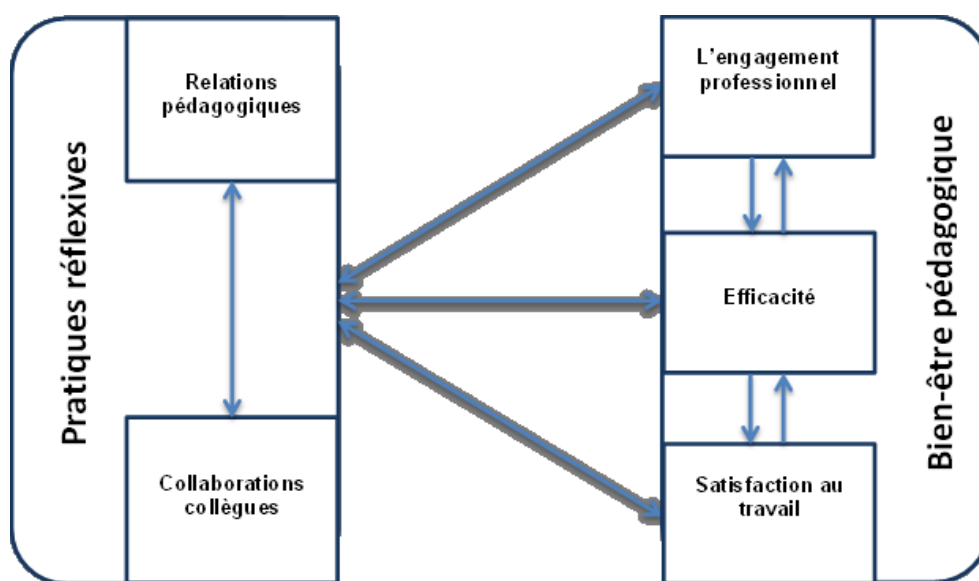 Pratiques réflexives
Relations
pédagogiques
Collaborations
collègues
L'engagement
professionnel
Efficacité
Satisfaction au
travail
Bien-être pédagogique